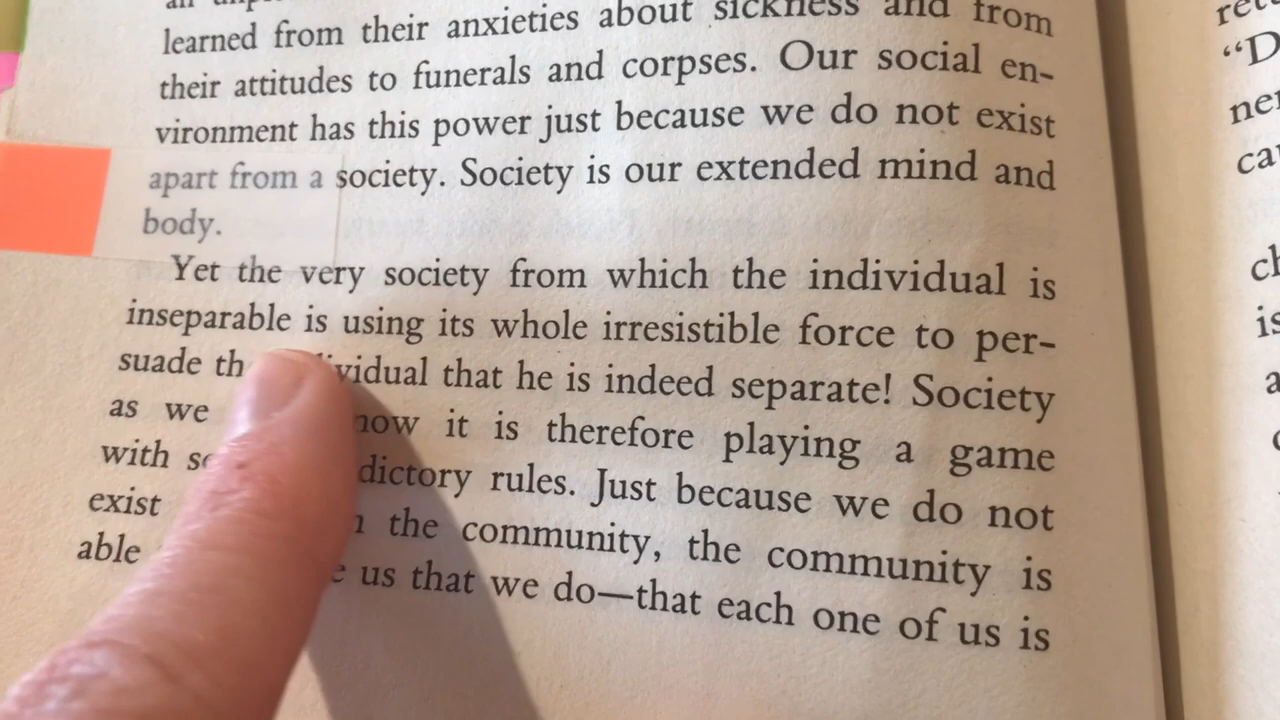 learned from their anxieties about sickness and from
their attitudes to funerals and corpses. Our social en-
vironment has this power just because we do not exist
apart from a society. Society is our extended mind and
body.
Yet the very society from which the individual is
inseparable is using its whole irresistible force to per-
suade that he is indeed separate! Society
as we it is therefore playing a game
with rules. Just because we do not
exist the community, the community is
able us that we do—that each one of us is
“D